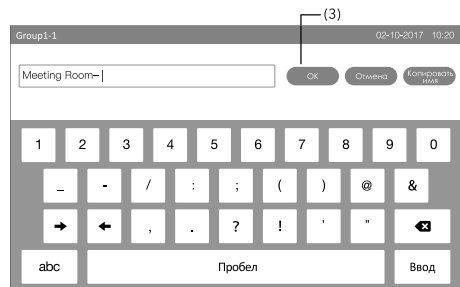 (3)
Group1-1 02-10-2017 10:20
Meeting Room–| OK Отмена Копировать имя
1 2 3 4 5 6 7 8 9 0
_ - / : ; ( ) @ &
→ ← , . ? ! ' "
abc Пробел Ввод